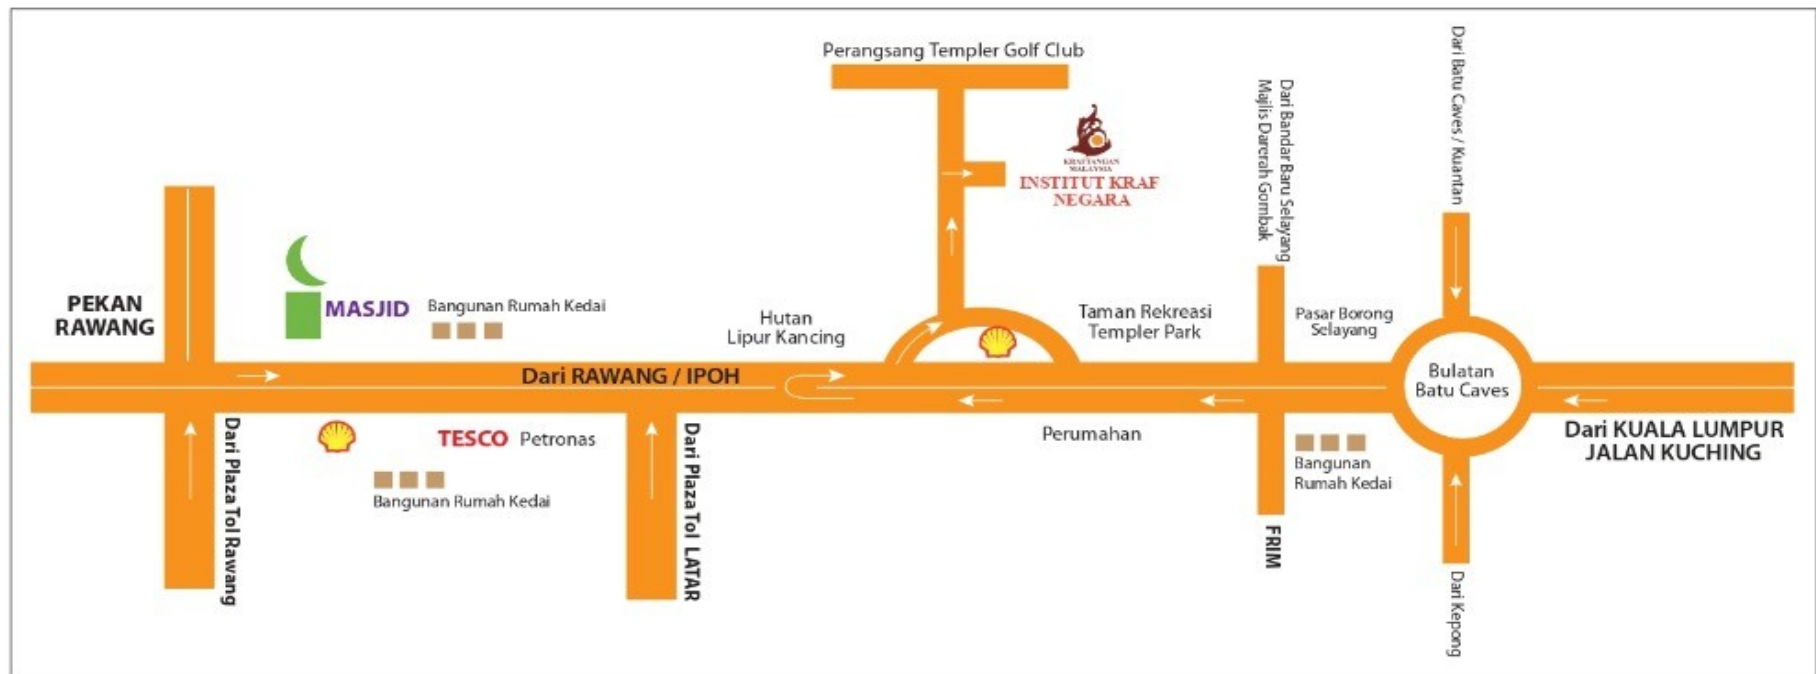 Perangsang Templer Golf Club
KRAFTANGAN
MALAYSIA
INSTITUT KRAF
NEGARA
Dari Bandar Baru Selayang
Majlis Darerah Gombak
Dari Batu Caves / Kuantan
PEKAN
RAWANG
MASJID
Bangunan Rumah Kedai
Hutan
Lipur Kancing
Taman Rekreasi
Templer Park
Pasar Borong
Selayang
Dari RAWANG / IPOH
Bulatan
Batu Caves
Dari Plaza Tol Rawang
TESCO
Petronas
Bangunan Rumah Kedai
Dari Plaza Tol LATAR
Perumahan
Bangunan
Rumah Kedai
FRIM
Dari KUALA LUMPUR
JALAN KUCHING
Dari Kepong